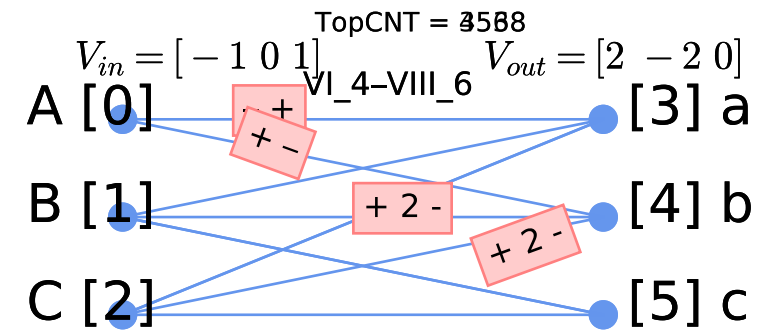 TopCNT =
V_in = [ − 1 0 1] V_out = [2 − 2 0]
VI_4–VIII_6
A [0] + [3] a
+ −
B [1] + 2 - [4] b
+ 2 -
C [2] [5] c